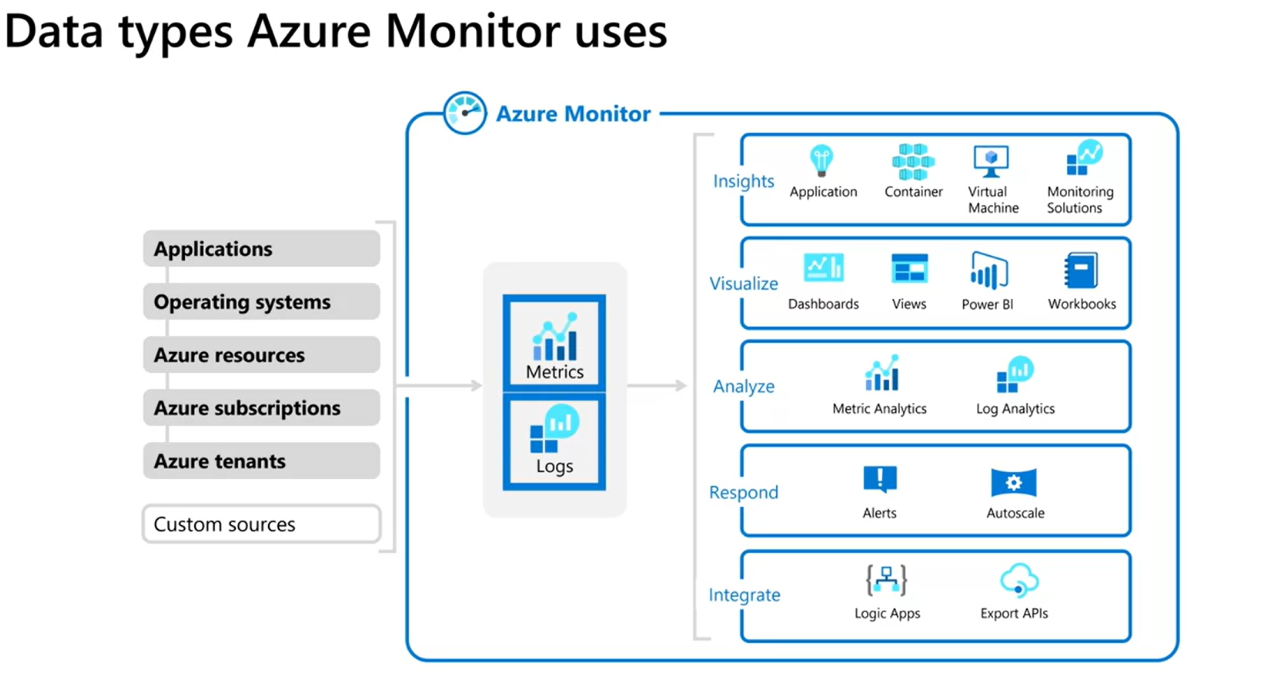 Data types Azure Monitor uses
Azure Monitor
Applications
Operating systems
Azure resources
Azure subscriptions
Azure tenants
Custom sources
Metrics
Logs
Insights
Application
Container
Virtual
Machine
Monitoring
Solutions
Visualize
Dashboards
Views
Power BI
Workbooks
Analyze
Metric Analytics
Log Analytics
Respond
Alerts
Autoscale
Integrate
Logic Apps
Export APIs